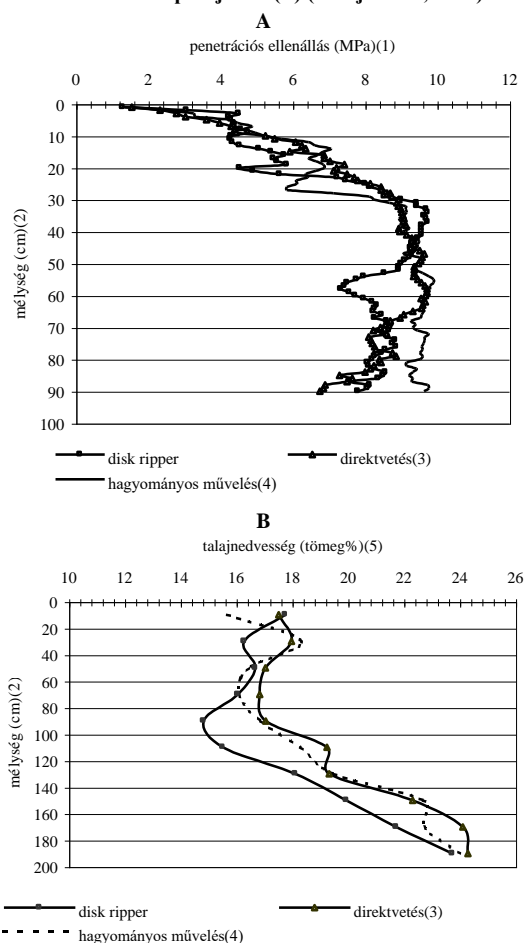 A
penetrációs ellenállás (MPa)(1)
0 2 4 6 8 10 12
0
10
20
30
40
50
60
70
80
90
100
mélység (cm)(2)
disk ripper
direktvetés(3)
hagyományos művelés(4)
B
talajnedvesség (tömeg%)(5)
10 12 14 16 18 20 22 24 26
0
20
40
60
80
100
120
140
160
180
200
mélység (cm)(2)
disk ripper
direktvetés(3)
hagyományos művelés(4)